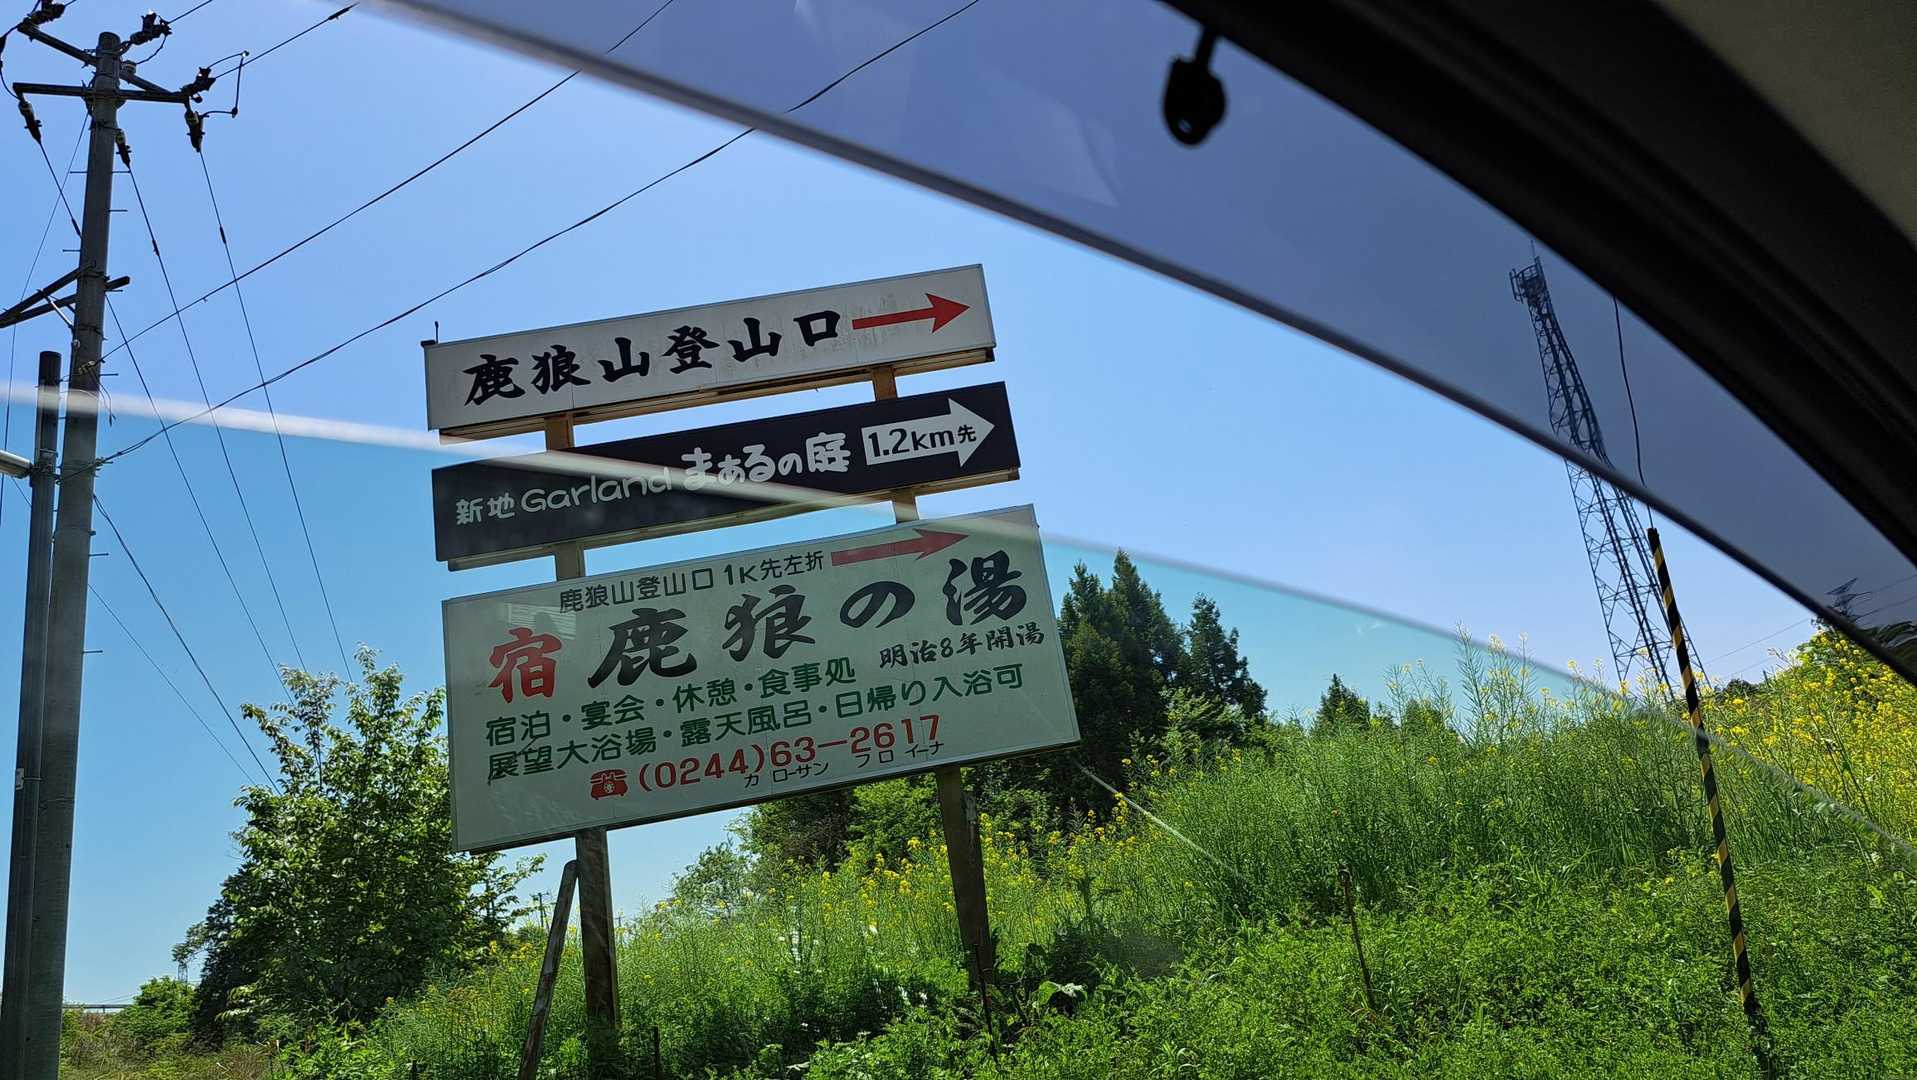 鹿狼山登山口
新地 Garland まあるの庭 1.2km先
鹿狼山登山口 1K先左折
宿 鹿狼の湯
明治8年開湯
宿泊・宴会・休憩・食事処
展望大浴場・露天風呂・日帰り入浴可
(0244)63-2617
カローサン フロイーナ